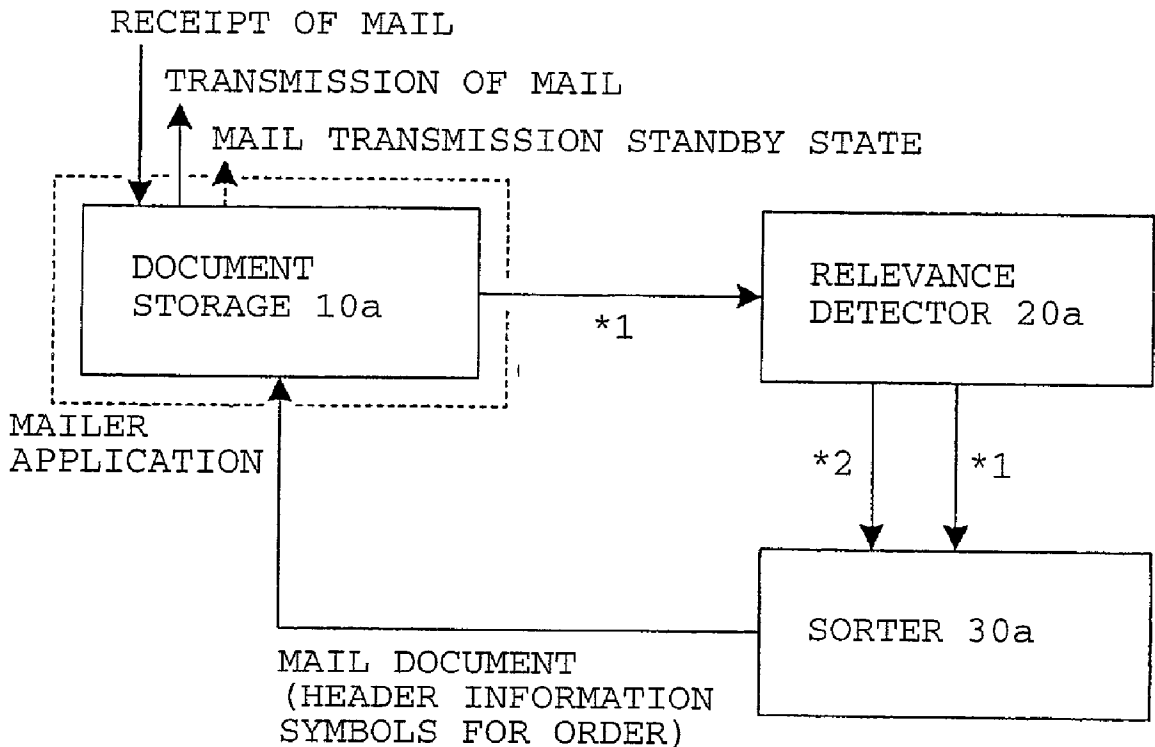 RECEIPT OF MAIL
TRANSMISSION OF MAIL
MAIL TRANSMISSION STANDBY STATE
DOCUMENT
STORAGE 10a
*1
RELEVANCE
DETECTOR 20a
MAILER
APPLICATION
*2
*1
SORTER 30a
MAIL DOCUMENT
(HEADER INFORMATION
SYMBOLS FOR ORDER)